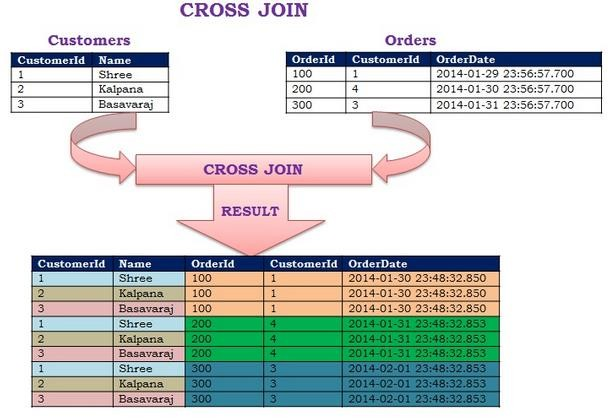 CROSS JOIN
Customers
CustomerId Name
1 Shree
2 Kalpana
3 Basavaraj
Orders
OrderId CustomerId OrderDate
100 1 2014-01-29 23:56:57.700
200 4 2014-01-30 23:56:57.700
300 3 2014-01-31 23:56:57.700
CROSS JOIN
RESULT
CustomerId Name OrderId CustomerId OrderDate
1 Shree 100 1 2014-01-30 23:48:32.850
2 Kalpana 100 1 2014-01-30 23:48:32.850
3 Basavaraj 100 1 2014-01-30 23:48:32.850
1 Shree 200 4 2014-01-31 23:48:32.853
2 Kalpana 200 4 2014-01-31 23:48:32.853
3 Basavaraj 200 4 2014-01-31 23:48:32.853
1 Shree 300 3 2014-02-01 23:48:32.853
2 Kalpana 300 3 2014-02-01 23:48:32.853
3 Basavaraj 300 3 2014-02-01 23:48:32.853